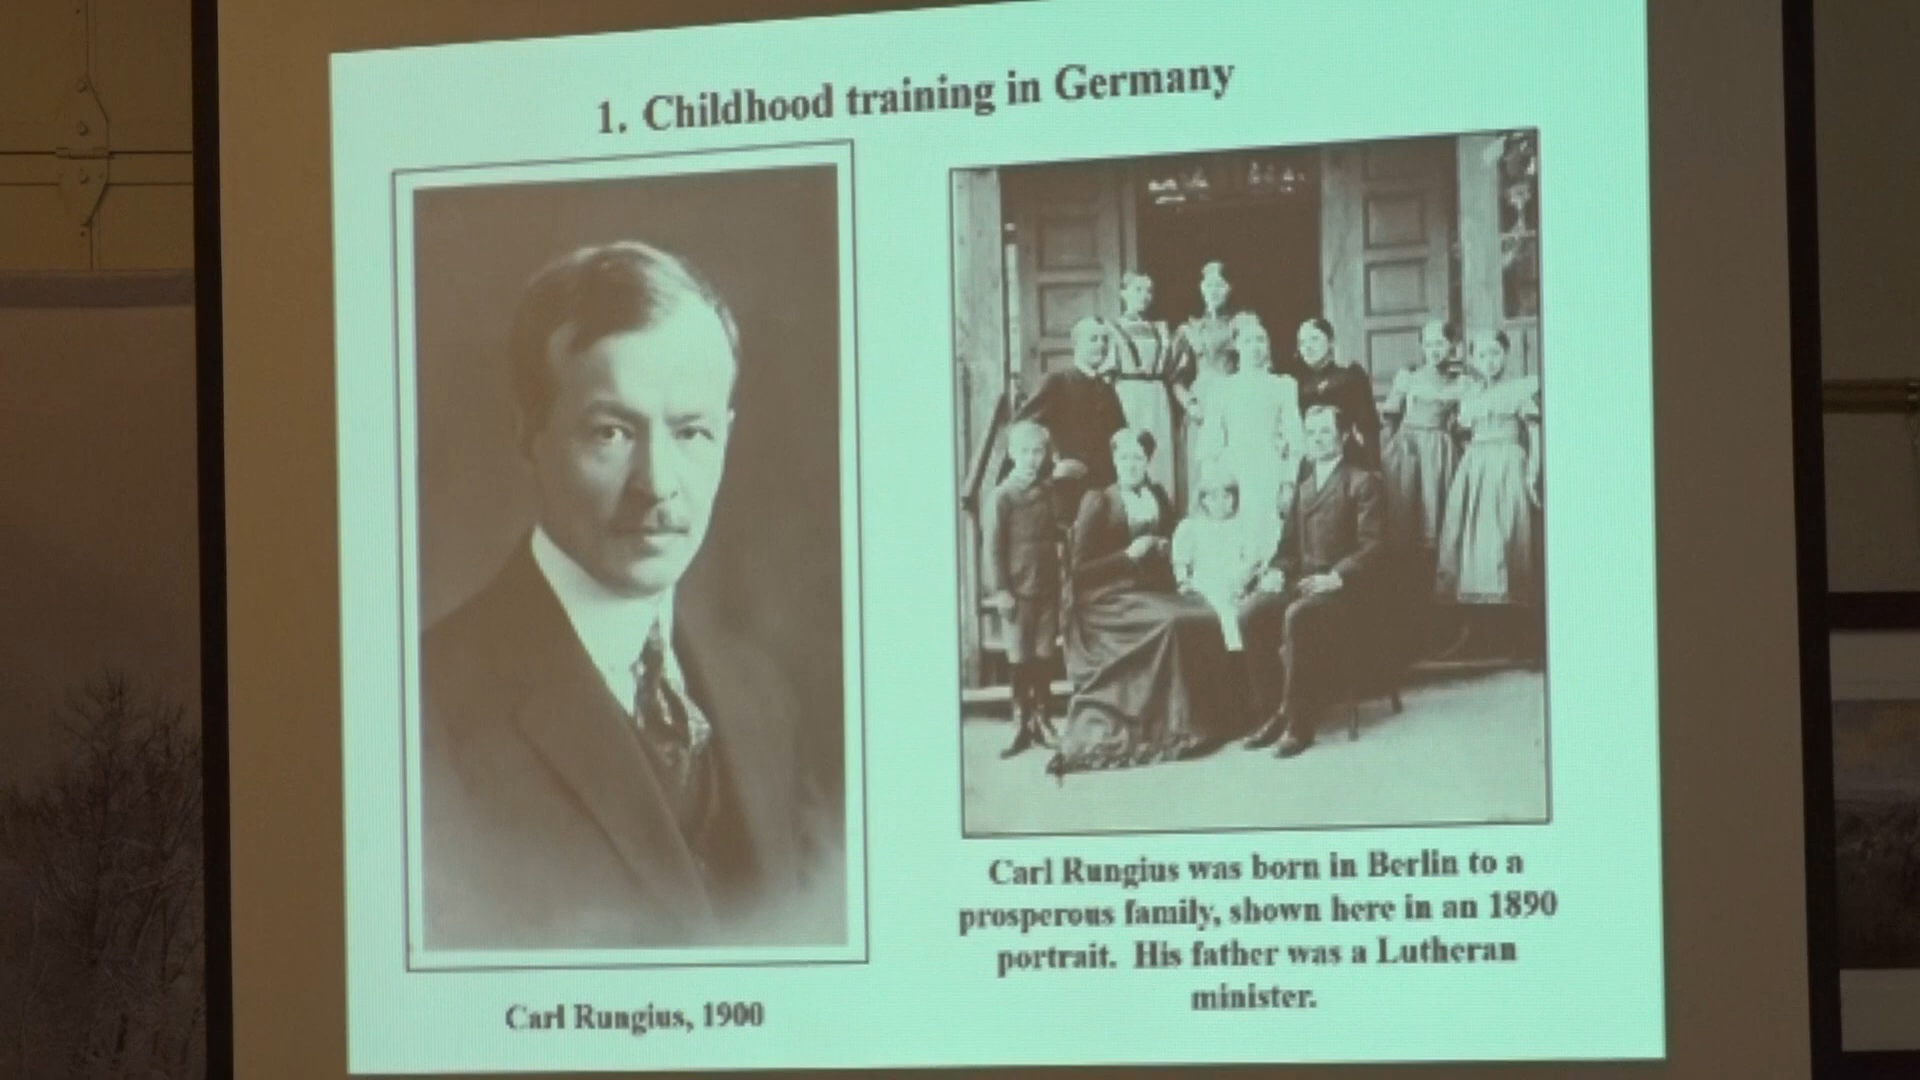 1. Childhood training in Germany
Carl Rungius, 1900
Carl Rungius was born in Berlin to a
prosperous family, shown here in an 1890
portrait. His father was a Lutheran
minister.